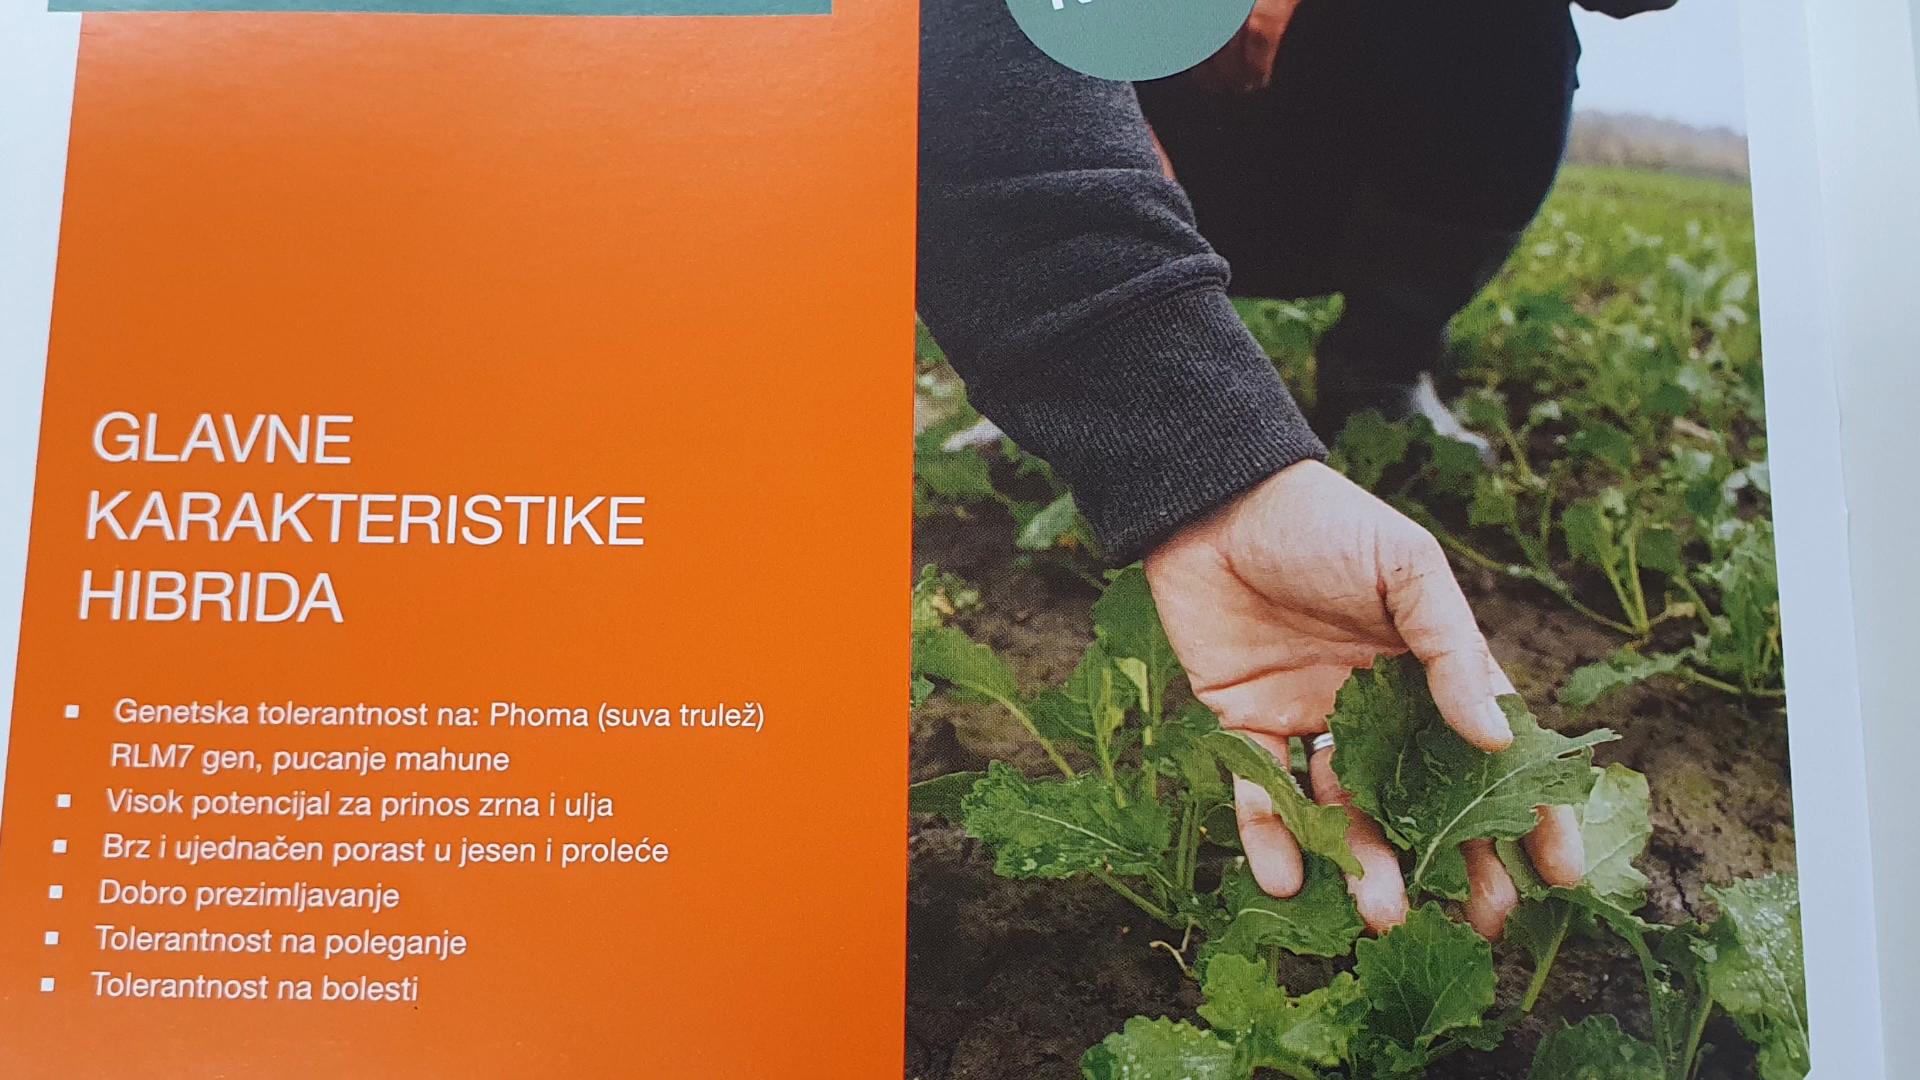 GLAVNE
KARAKTERISTIKE
HIBRIDA
▪ Genetska tolerantnost na: Phoma (suva trulež)
RLM7 gen, pucanje mahune
▪ Visok potencijal za prinos zrna i ulja
▪ Brz i ujednačen porast u jesen i proleće
▪ Dobro prezimljavanje
▪ Tolerantnost na poleganje
▪ Tolerantnost na bolesti